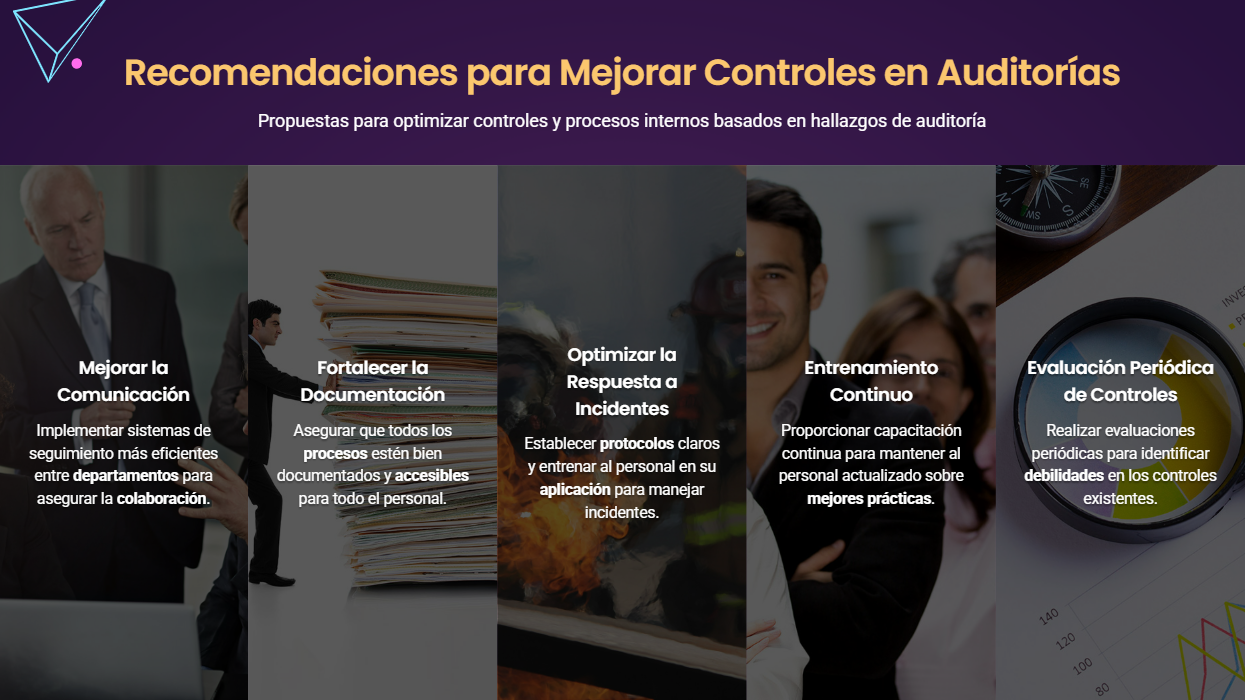 Recomendaciones para Mejorar Controles en Auditorías
Propuestas para optimizar controles y procesos internos basados en hallazgos de auditoría
Mejorar la
Comunicación
Implementar sistemas de
seguimiento más eficientes
entre departamentos para
asegurar la colaboración.
Fortalecer la
Documentación
Asegurar que todos los
procesos estén bien
documentados y accesibles
para todo el personal.
Optimizar la
Respuesta a
Incidentes
Establecer protocolos claros
y entrenar al personal en su
aplicación para manejar
incidentes.
Entrenamiento
Continuo
Proporcionar capacitación
continua para mantener al
personal actualizado sobre
mejores prácticas.
Evaluación Periódica
de Controles
Realizar evaluaciones
periódicas para identificar
debilidades en los controles
existentes.
W
SW
S
SE
140
120
100
80